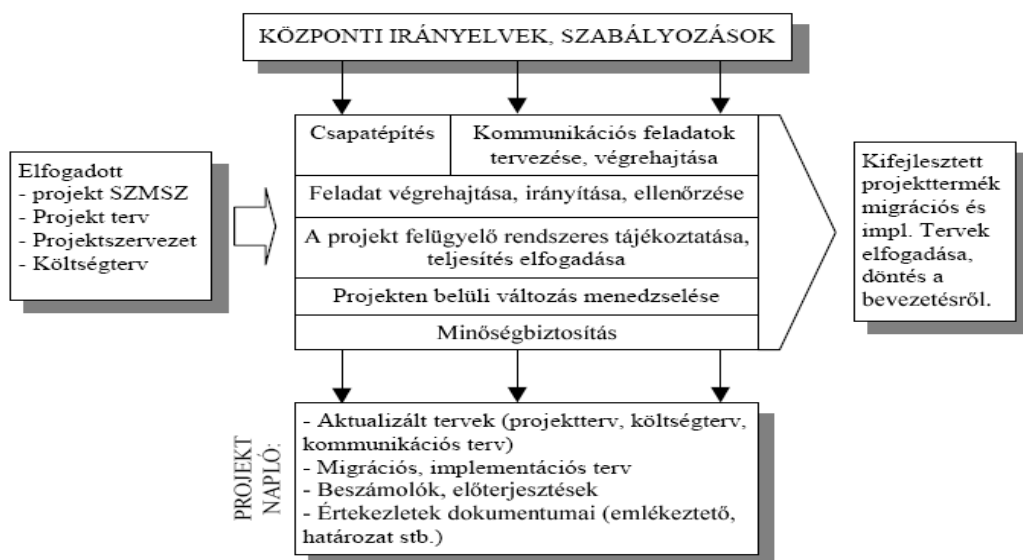 KÖZPONTI IRÁNYELVEK, SZABÁLYOZÁSOK
Elfogadott
- projekt SZMSZ
- Projekt terv
- Projektszervezet
- Költségterv
Csapatépítés
Kommunikációs feladatok
tervezése, végrehajtása
Feladat végrehajtása, irányítása, ellenőrzése
A projekt felügyelő rendszeres tájékoztatása,
teljesítés elfogadása
Projekten belüli változás menedzselése
Minőségbiztosítás
Kifejlesztett
projekttermék
migrációs és
impl. Tervek
elfogadása,
döntés a
bevezetésről.
PROJEKT
NAPLÓ:
- Aktualizált tervek (projektterv, költségterv,
kommunikációs terv)
- Migrációs, implementációs terv
- Beszámolók, előterjesztések
- Értekezletek dokumentumai (emlékeztető,
határozat stb.)